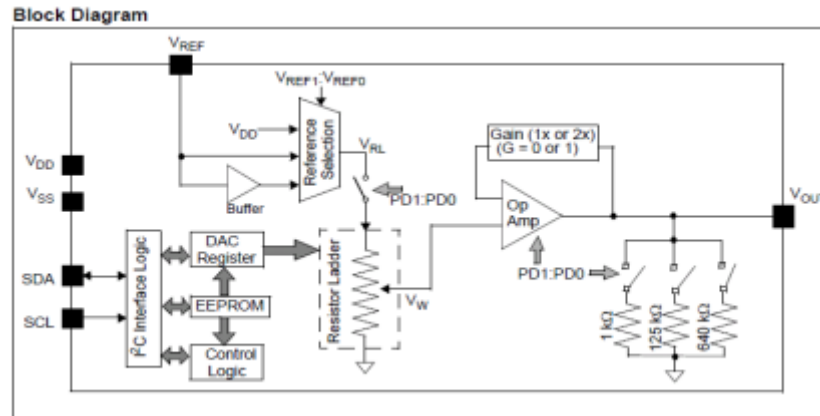 Block Diagram
VREF
VREF1:VREF0
VDD
Reference
Selection
VRL
Gain (1x or 2x)
(G = 0 or 1)
VDD
VSS
Buffer
PD1:PD0
Op
Amp
VOUT
SDA
SCL
I2C Interface Logic
DAC
Register
EEPROM
Control
Logic
Resistor Ladder
VW
PD1:PD0
1 kΩ
125 kΩ
640 kΩ